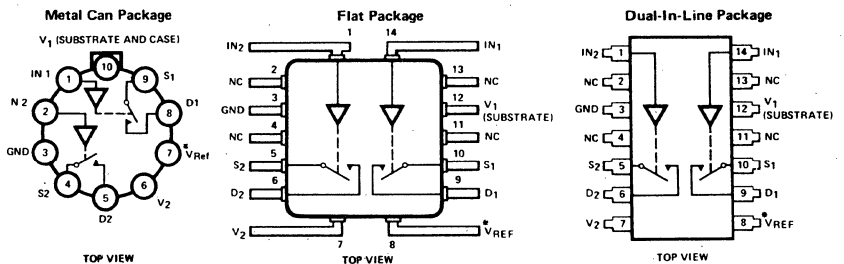 Metal Can Package
V1 (SUBSTRATE AND CASE)
10
IN 1
1
9
S1
N 2
2
8
D1
GND
3
7
*VRef
S2
4
5
6
V2
D2
TOP VIEW
Flat Package
1
14
IN2
IN1
2
13
NC
NC
3
12
GND
V1
(SUBSTRATE)
4
11
NC
NC
5
10
S2
S1
6
9
D2
D1
V2
*VREF
7
8
TOP VIEW
Dual-In-Line Package
IN2
1
14
IN1
NC
2
13
NC
GND
3
12
V1
(SUBSTRATE)
NC
4
11
NC
S2
5
10
S1
D2
6
9
D1
V2
7
8
*VREF
TOP VIEW